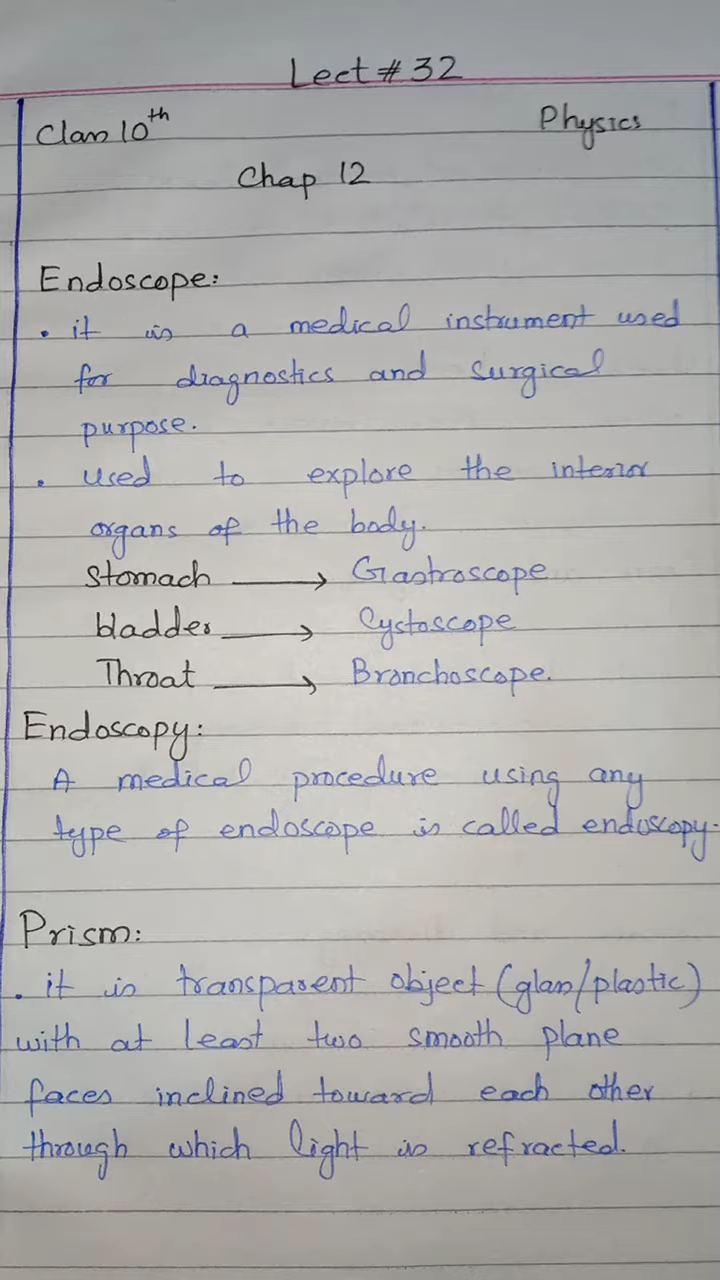 Lect # 32
Class 10th Physics
Chap 12
Endoscope:
• it is a medical instrument used
for diagnostics and surgical
purpose.
• used to explore the interior
organs of the body.
Stomach → Gastroscope
bladder → Cystoscope
Throat → Bronchoscope.
Endoscopy:
A medical procedure using any
type of endoscope is called endoscopy.
Prism:
• it is transparent object (glass/plastic)
with at least two smooth plane
faces inclined toward each other
through which light is refracted.